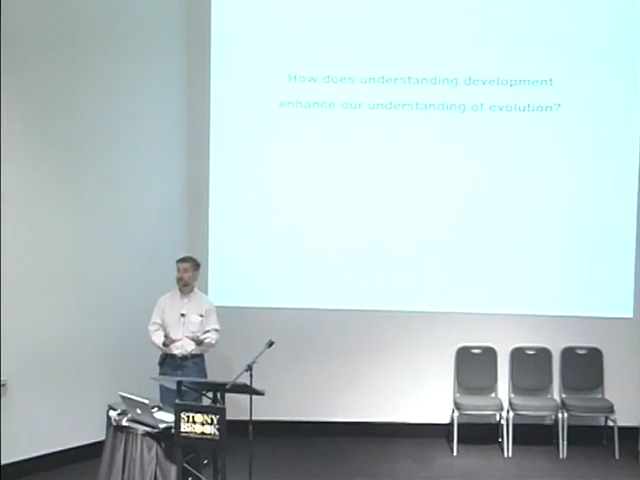 How does understanding development
enhance our understanding of evolution?
STONY
BROOK